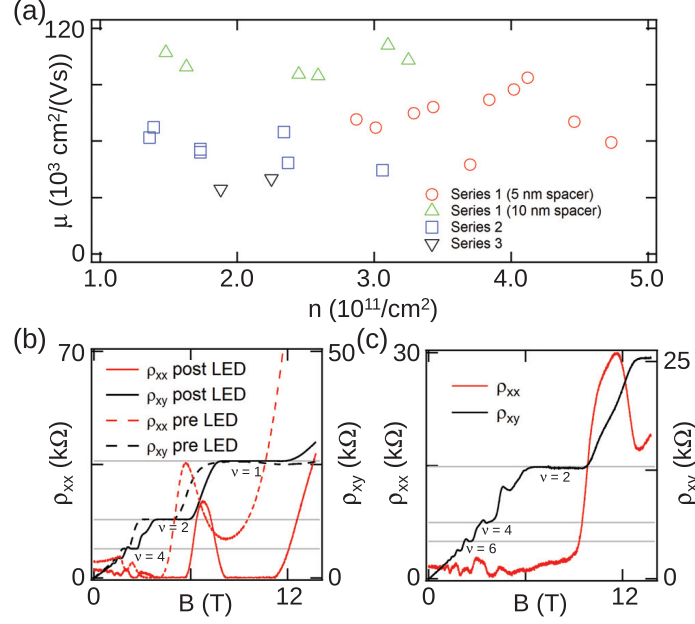 (a)
120
0
μ (10³ cm²/(Vs))
Series 1 (5 nm spacer)
Series 1 (10 nm spacer)
Series 2
Series 3
1.0 2.0 3.0 4.0 5.0
n (10¹¹/cm²)
(b)
70
0
ρxx (kΩ)
50
0
ρxy (kΩ)
ρxx post LED
ρxy post LED
ρxx pre LED
ρxy pre LED
ν = 1
ν = 2
ν = 4
0 12
B (T)
(c)
30
0
ρxx (kΩ)
25
0
ρxy (kΩ)
ρxx
ρxy
ν = 2
ν = 4
ν = 6
0 12
B (T)